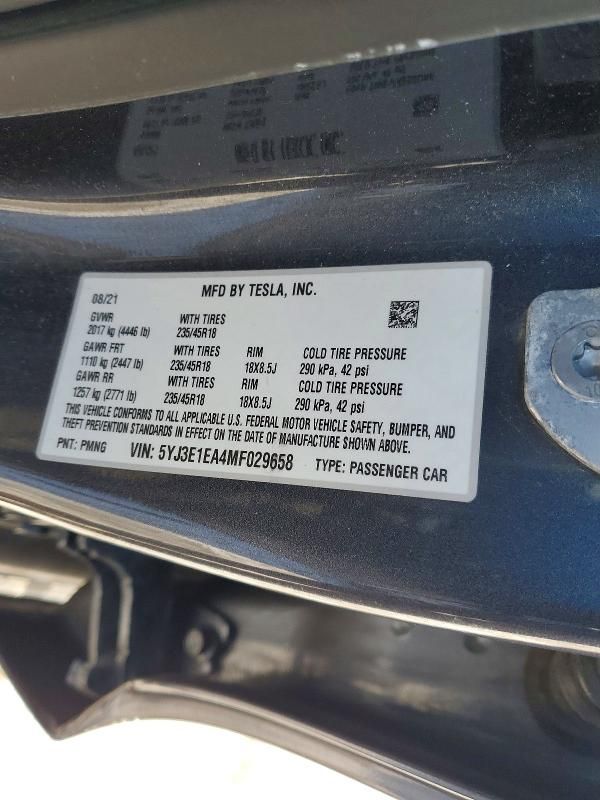 MFD BY TESLA, INC.
08/21
GVWR WITH TIRES
2017 kg (4446 lb) 235/45R18
GAWR FRT WITH TIRES RIM COLD TIRE PRESSURE
1110 kg (2447 lb) 235/45R18 18X8.5J 290 kPa, 42 psi
GAWR RR WITH TIRES RIM COLD TIRE PRESSURE
1257 kg (2771 lb) 235/45R18 18X8.5J 290 kPa, 42 psi
THIS VEHICLE CONFORMS TO ALL APPLICABLE U.S. FEDERAL MOTOR VEHICLE SAFETY, BUMPER, AND
THEFT PREVENTION STANDARDS IN EFFECT ON THE DATE OF MANUFACTURE SHOWN ABOVE.
PNT: PMNG VIN: 5YJ3E1EA4MF029658 TYPE: PASSENGER CAR